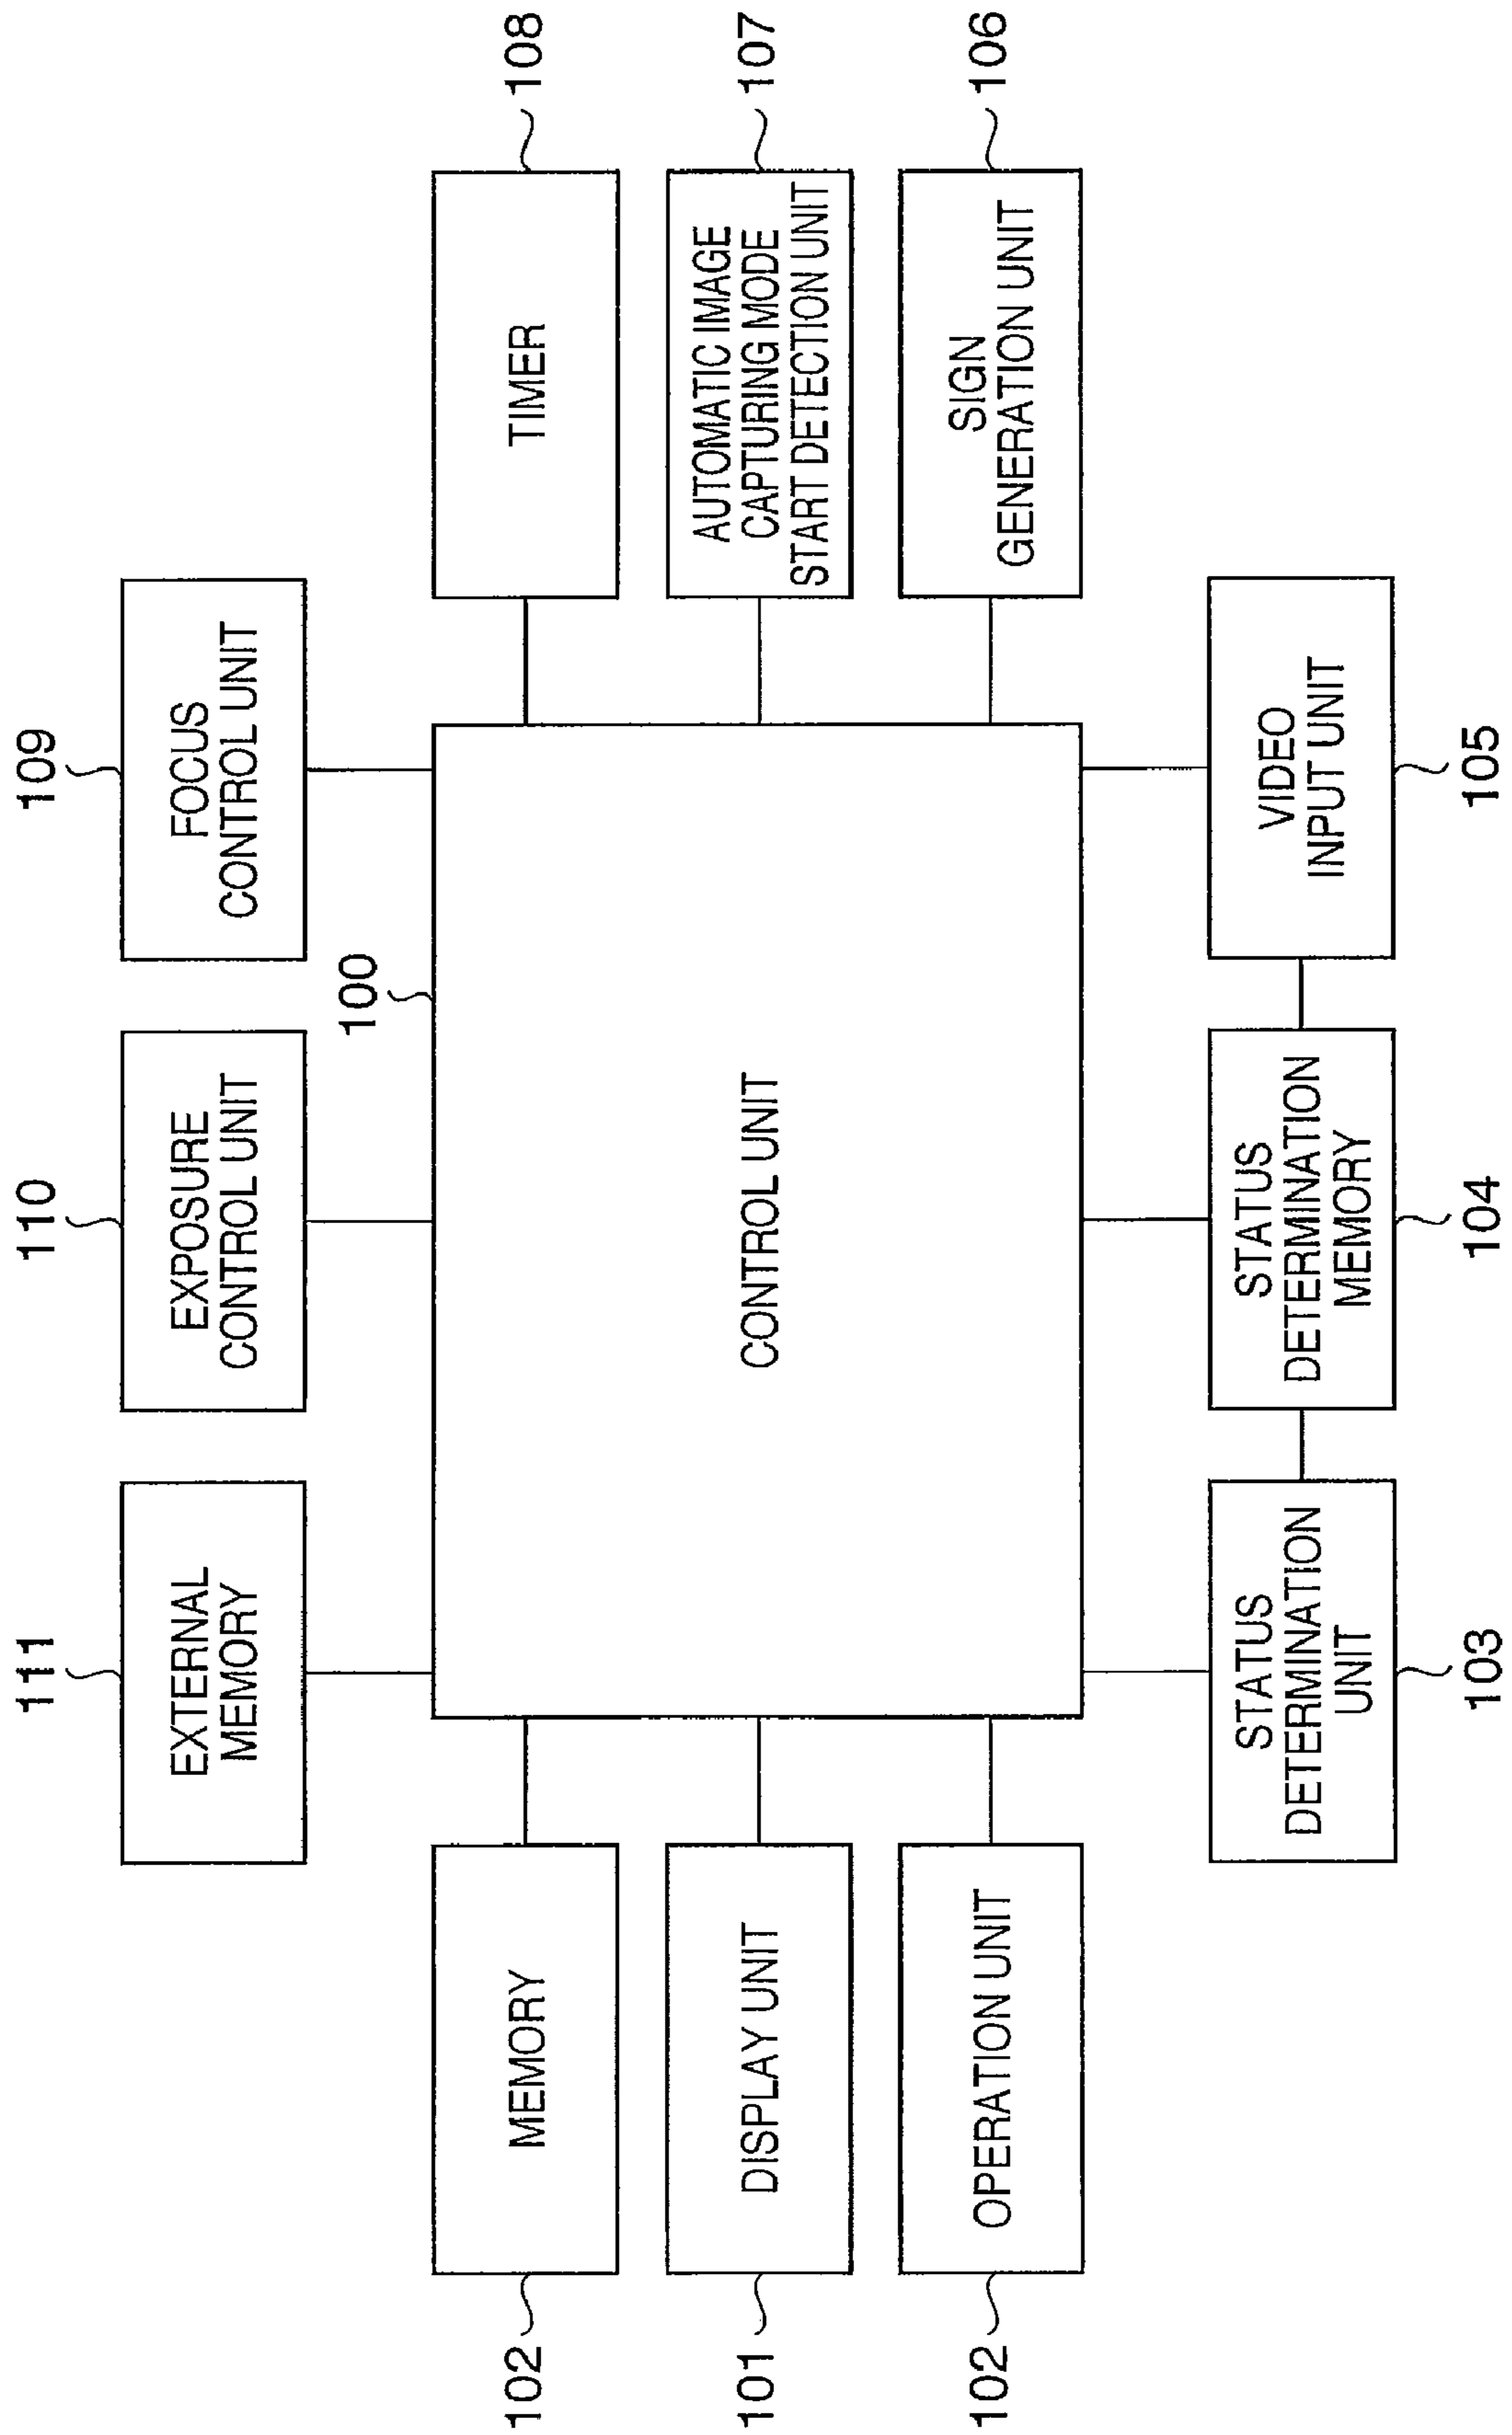 111
EXTERNAL
MEMORY
110
EXPOSURE
CONTROL UNIT
109
FOCUS
CONTROL UNIT
100
CONTROL UNIT
102
MEMORY
101
DISPLAY UNIT
102
OPERATION UNIT
TIMER
108
AUTOMATIC IMAGE
CAPTURING MODE
START DETECTION UNIT
107
SIGN
GENERATION UNIT
106
STATUS
DETERMINATION
UNIT
103
STATUS
DETERMINATION
MEMORY
104
VIDEO
INPUT UNIT
105